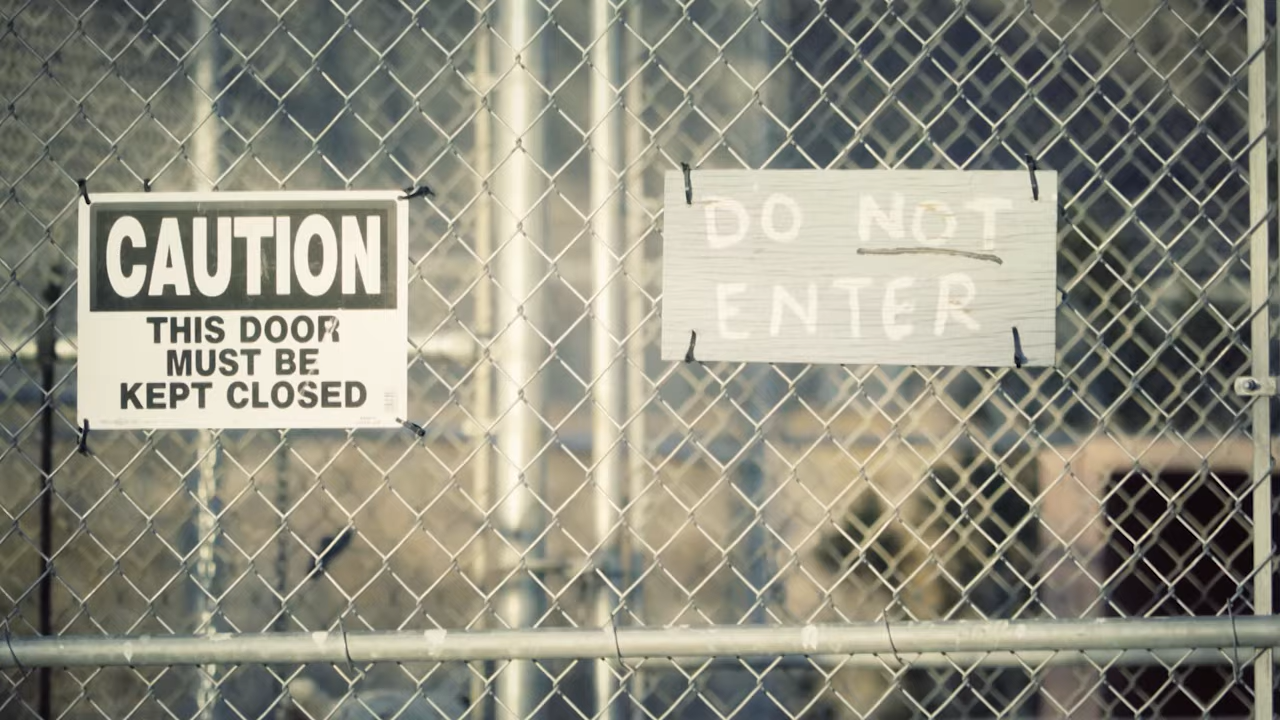 CAUTION
THIS DOOR
MUST BE
KEPT CLOSED
DO NOT
ENTER